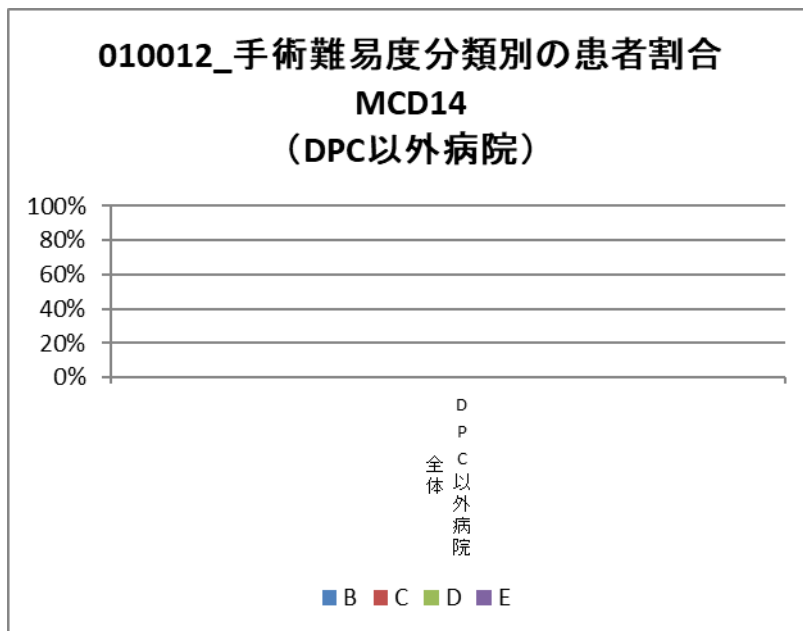 010012_手術難易度分類別の患者割合
MCD14
（DPC以外病院）
100%
80%
60%
40%
20%
0%
DPC以外病院
全体
B
C
D
E